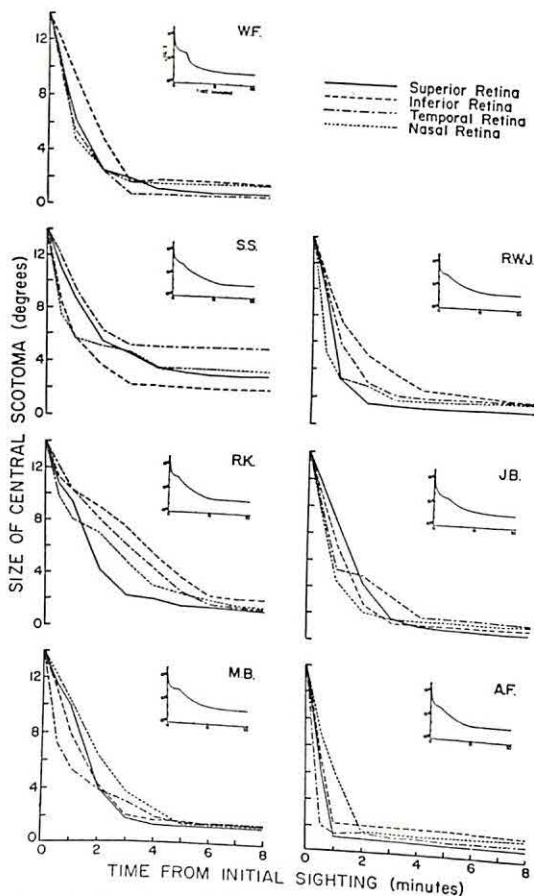 W.F.
Superior Retina
Inferior Retina
Temporal Retina
Nasal Retina
12
8
4
0
S.S.
R.W.J.
12
8
4
0
R.K.
J.B.
12
8
4
0
M.B.
A.F.
12
8
4
0
0 2 4 6 8
0 2 4 6 8
SIZE OF CENTRAL SCOTOMA (degrees)
TIME FROM INITIAL SIGHTING (minutes)